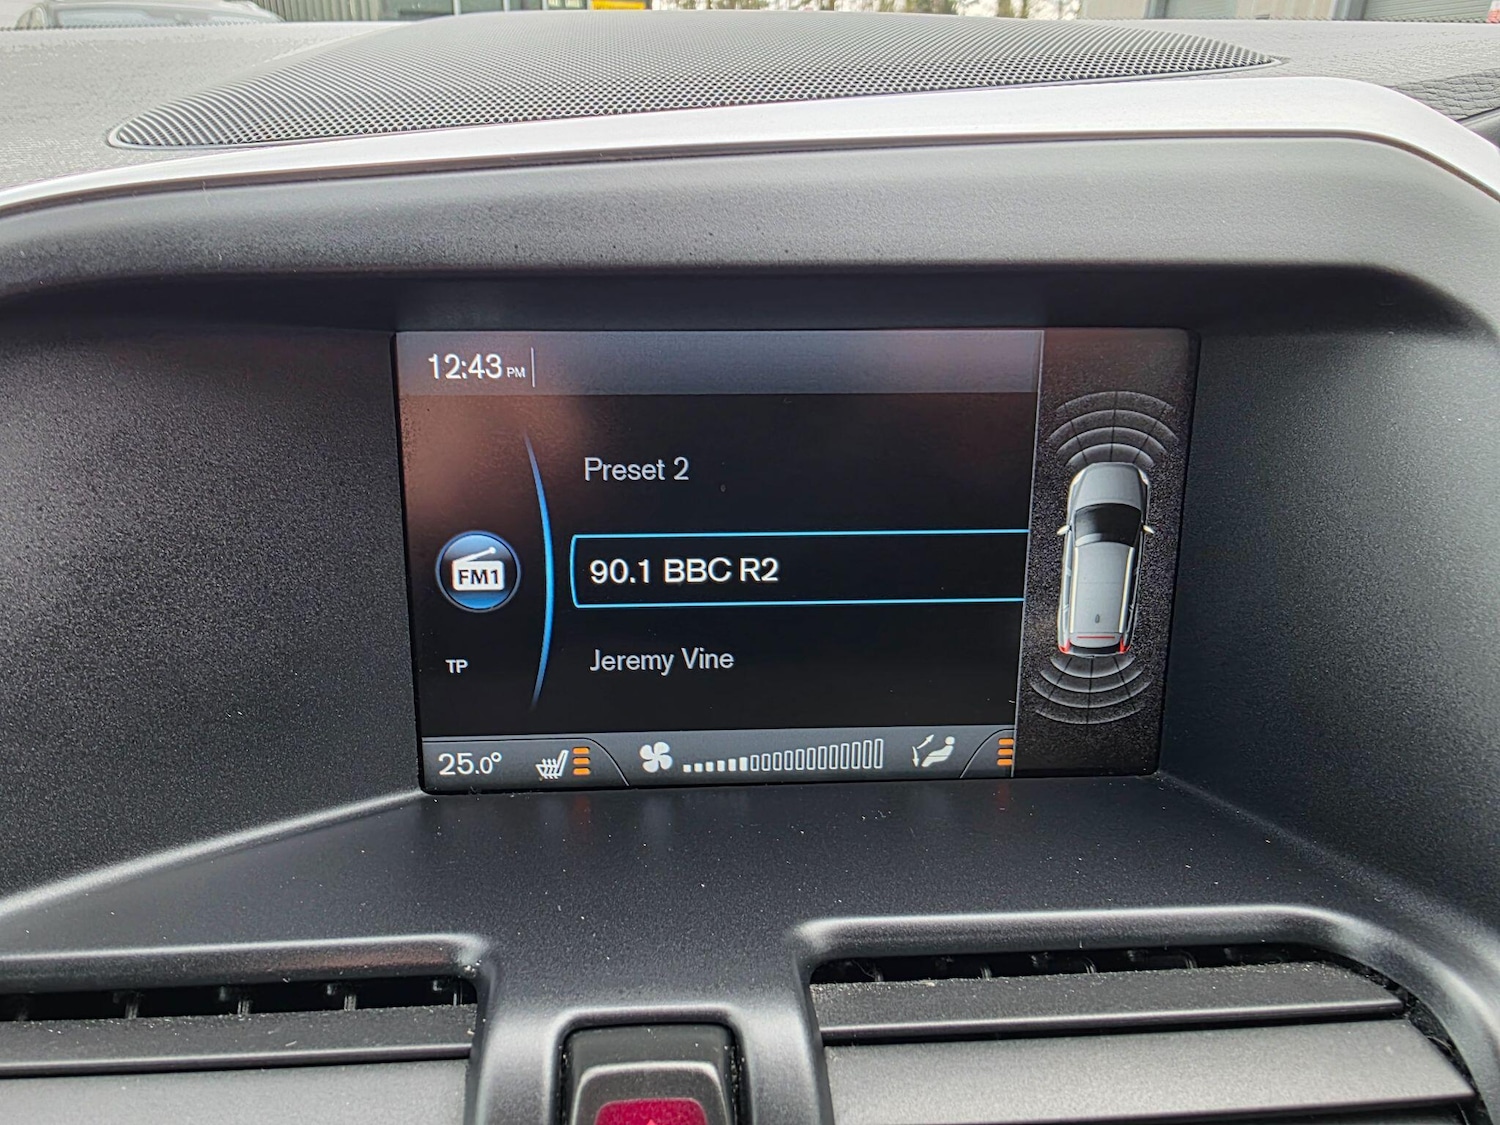 12:43 PM
Preset 2
FM1
90.1 BBC R2
TP
Jeremy Vine
25.0°